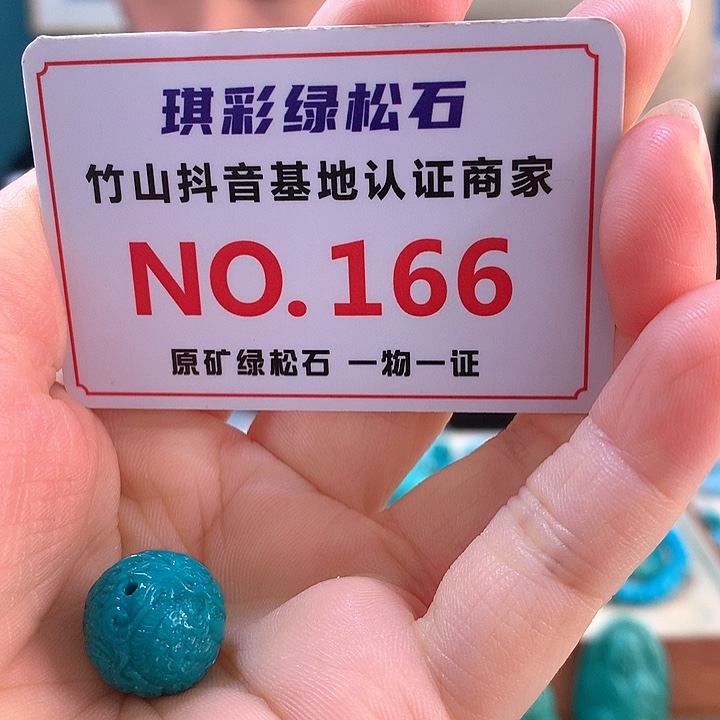 琪彩绿松石
竹山抖音基地认证商家
NO.166
原矿绿松石 一物一证